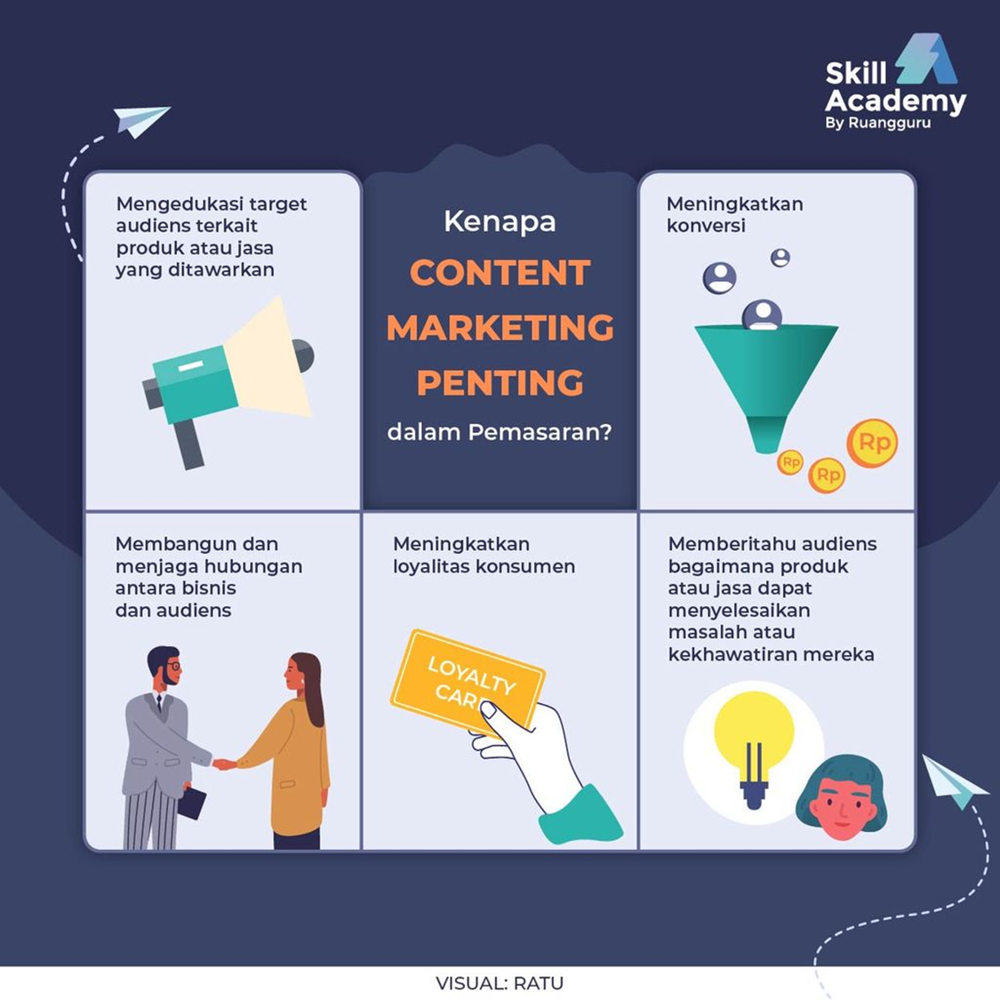 Skill
Academy
By Ruangguru
Mengedukasi target
audiens terkait
produk atau jasa
yang ditawarkan
Kenapa
CONTENT
MARKETING
PENTING
dalam Pemasaran?
Meningkatkan
konversi
Rp
Rp
Rp
Membangun dan
menjaga hubungan
antara bisnis
dan audiens
Meningkatkan
loyalitas konsumen
LOYALTY
CARD
Memberitahu audiens
bagaimana produk
atau jasa dapat
menyelesaikan
masalah atau
kekhawatiran mereka
VISUAL: RATU